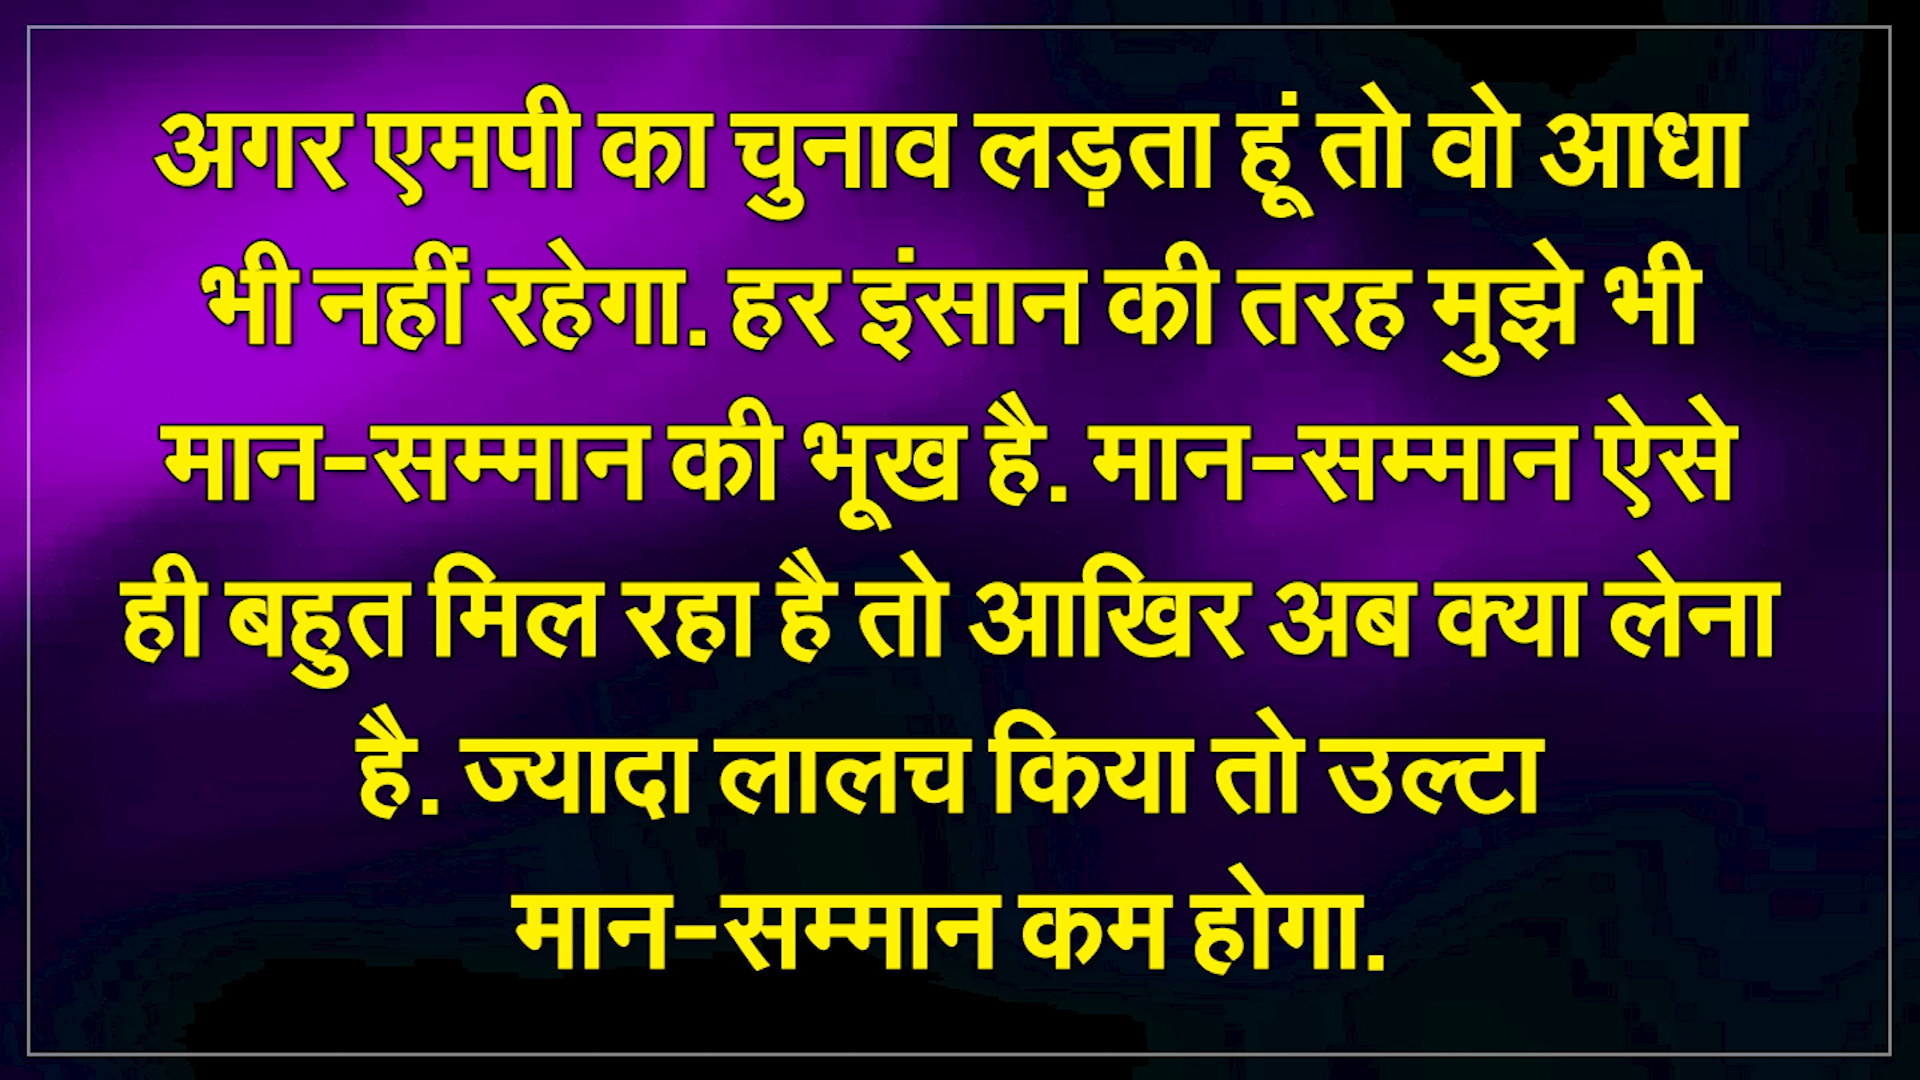 अगर एमपी का चुनाव लड़ता हूं तो वो आधा
भी नहीं रहेगा. हर इंसान की तरह मुझे भी
मान-सम्मान की भूख है. मान-सम्मान ऐसे
ही बहुत मिल रहा है तो आखिर अब क्या लेना
है. ज्यादा लालच किया तो उल्टा
मान-सम्मान कम होगा.